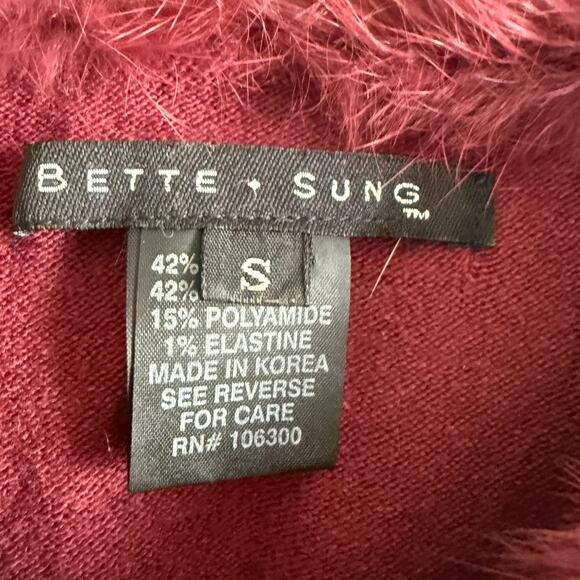 BETTE + SUNG™
S
42%
42%
15% POLYAMIDE
1% ELASTINE
MADE IN KOREA
SEE REVERSE
FOR CARE
RN# 106300